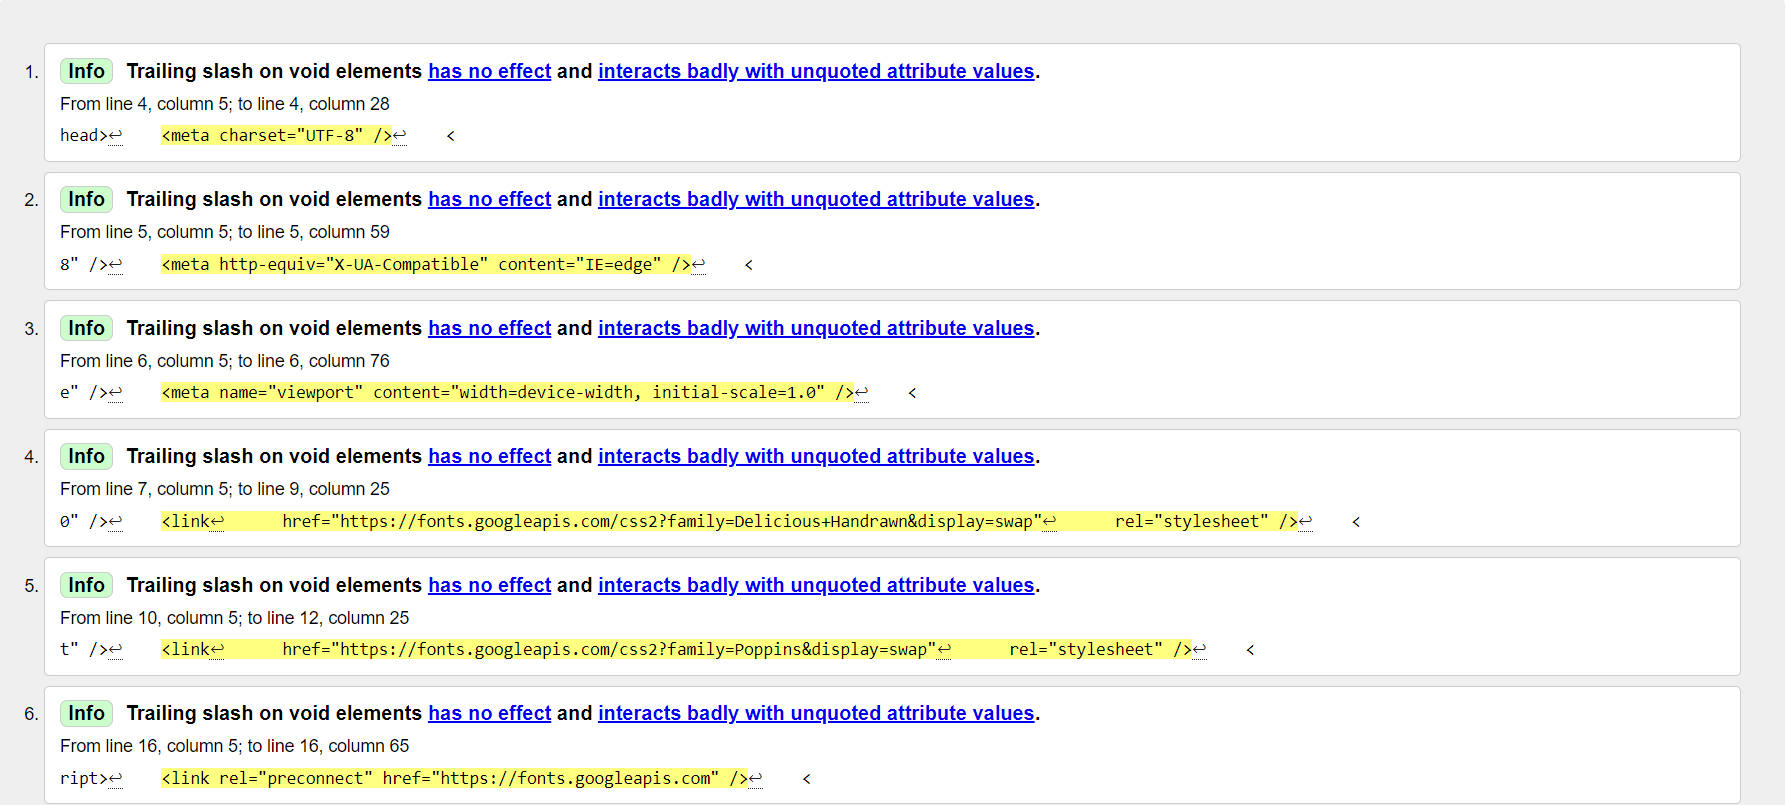 1. Info Trailing slash on void elements has no effect and interacts badly with unquoted attribute values.
From line 4, column 5; to line 4, column 28
head>↩    <meta charset="UTF-8" />↩    <
2. Info Trailing slash on void elements has no effect and interacts badly with unquoted attribute values.
From line 5, column 5; to line 5, column 59
8" />↩    <meta http-equiv="X-UA-Compatible" content="IE=edge" />↩    <
3. Info Trailing slash on void elements has no effect and interacts badly with unquoted attribute values.
From line 6, column 5; to line 6, column 76
e" />↩    <meta name="viewport" content="width=device-width, initial-scale=1.0" />↩    <
4. Info Trailing slash on void elements has no effect and interacts badly with unquoted attribute values.
From line 7, column 5; to line 9, column 25
0" />↩    <link↩      href="https://fonts.googleapis.com/css2?family=Delicious+Handrawn&display=swap"↩      rel="stylesheet" />↩    <
5. Info Trailing slash on void elements has no effect and interacts badly with unquoted attribute values.
From line 10, column 5; to line 12, column 25
t" />↩    <link↩      href="https://fonts.googleapis.com/css2?family=Poppins&display=swap"↩      rel="stylesheet" />↩    <
6. Info Trailing slash on void elements has no effect and interacts badly with unquoted attribute values.
From line 16, column 5; to line 16, column 65
ript>↩    <link rel="preconnect" href="https://fonts.googleapis.com" />↩    <